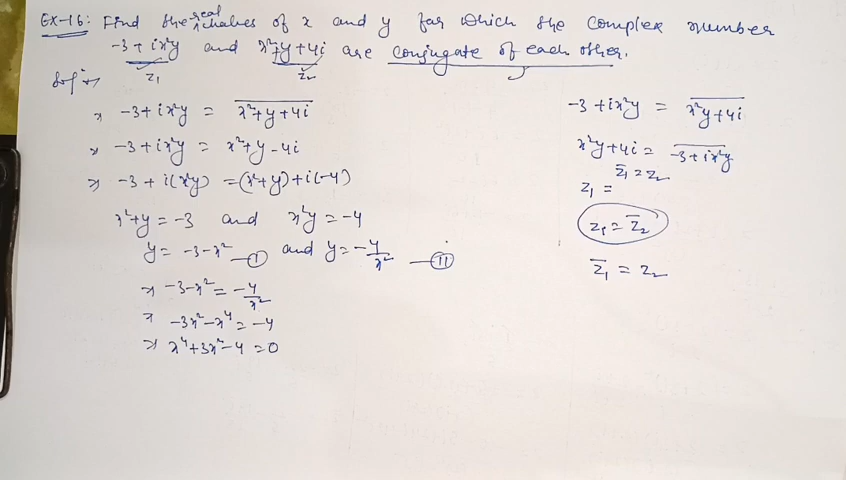 EX-16: Find the real values of x and y for which the complex number
-3+ix²y and x²+y+4i are conjugate of each other.
z₁ z₂
Solⁿ ⇒
⇒ -3+ix²y = \overline{x²+y+4i}
⇒ -3+ix²y = x²+y-4i
⇒ -3+i(x²y) = (x²+y)+i(-4)
x²+y=-3 and x²y=-4
y= -3-x² —(I) and y=-4/x² —(II)
⇒ -3-x² = -4/x²
⇒ -3x²-x⁴=-4
⇒ x⁴+3x²-4=0
-3+ix²y = \overline{x²y+4i}
x²y+4i = \overline{-3+ix²y}
z̄₁ = z₂
z₁ =
z₁ = z̄₂
z̄₁ = z₂